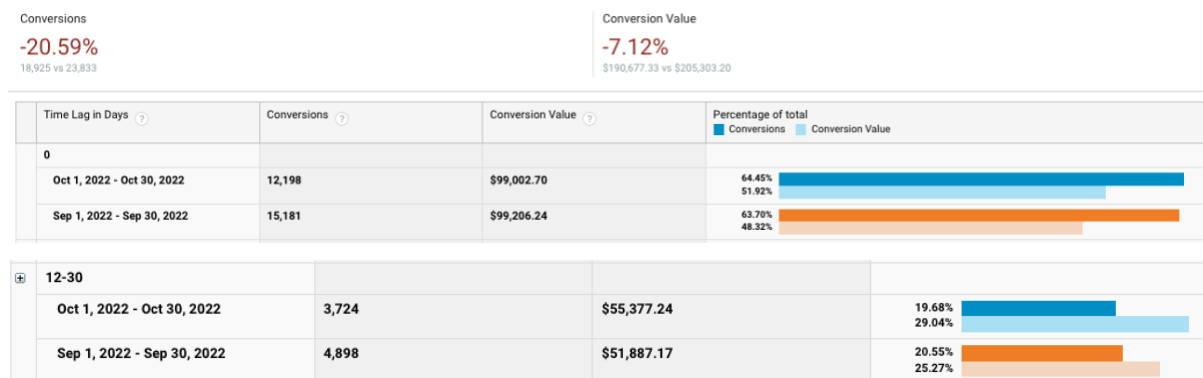 Conversions
-20.59%
18,925 vs 23,833
Conversion Value
-7.12%
$190,677.33 vs $205,303.20
Time Lag in Days ? Conversions ? Conversion Value ? Percentage of total
Conversions Conversion Value
0
Oct 1, 2022 - Oct 30, 2022 12,198 $99,002.70 64.45%
51.92%
Sep 1, 2022 - Sep 30, 2022 15,181 $99,206.24 63.70%
48.32%
12-30
Oct 1, 2022 - Oct 30, 2022 3,724 $55,377.24 19.68%
29.04%
Sep 1, 2022 - Sep 30, 2022 4,898 $51,887.17 20.55%
25.27%